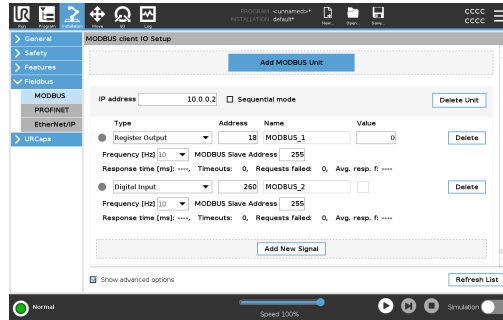 PROGRAM <unnamed>*
INSTALLATION default*
CCCC
CCCC
Run Program Installation Move I/O Log New... Open... Save...
General
Safety
Features
Fieldbus
MODBUS
PROFINET
EtherNet/IP
URCaps
MODBUS client IO Setup
Add MODBUS Unit
IP address 10.0.0.2 Sequential mode Delete Unit
Type Address Name Value
Register Output 18 MODBUS_1 0 Delete
Frequency [Hz] 10 MODBUS Slave Address 255
Response time [ms]: ----, Timeouts: 0, Requests failed: 0, Avg. resp. f: ----
Digital Input 260 MODBUS_2 Delete
Frequency [Hz] 10 MODBUS Slave Address 255
Response time [ms]: ----, Timeouts: 0, Requests failed: 0, Avg. resp. f: ----
Add New Signal
Show advanced options Refresh List
Normal
Speed 100%
Simulation